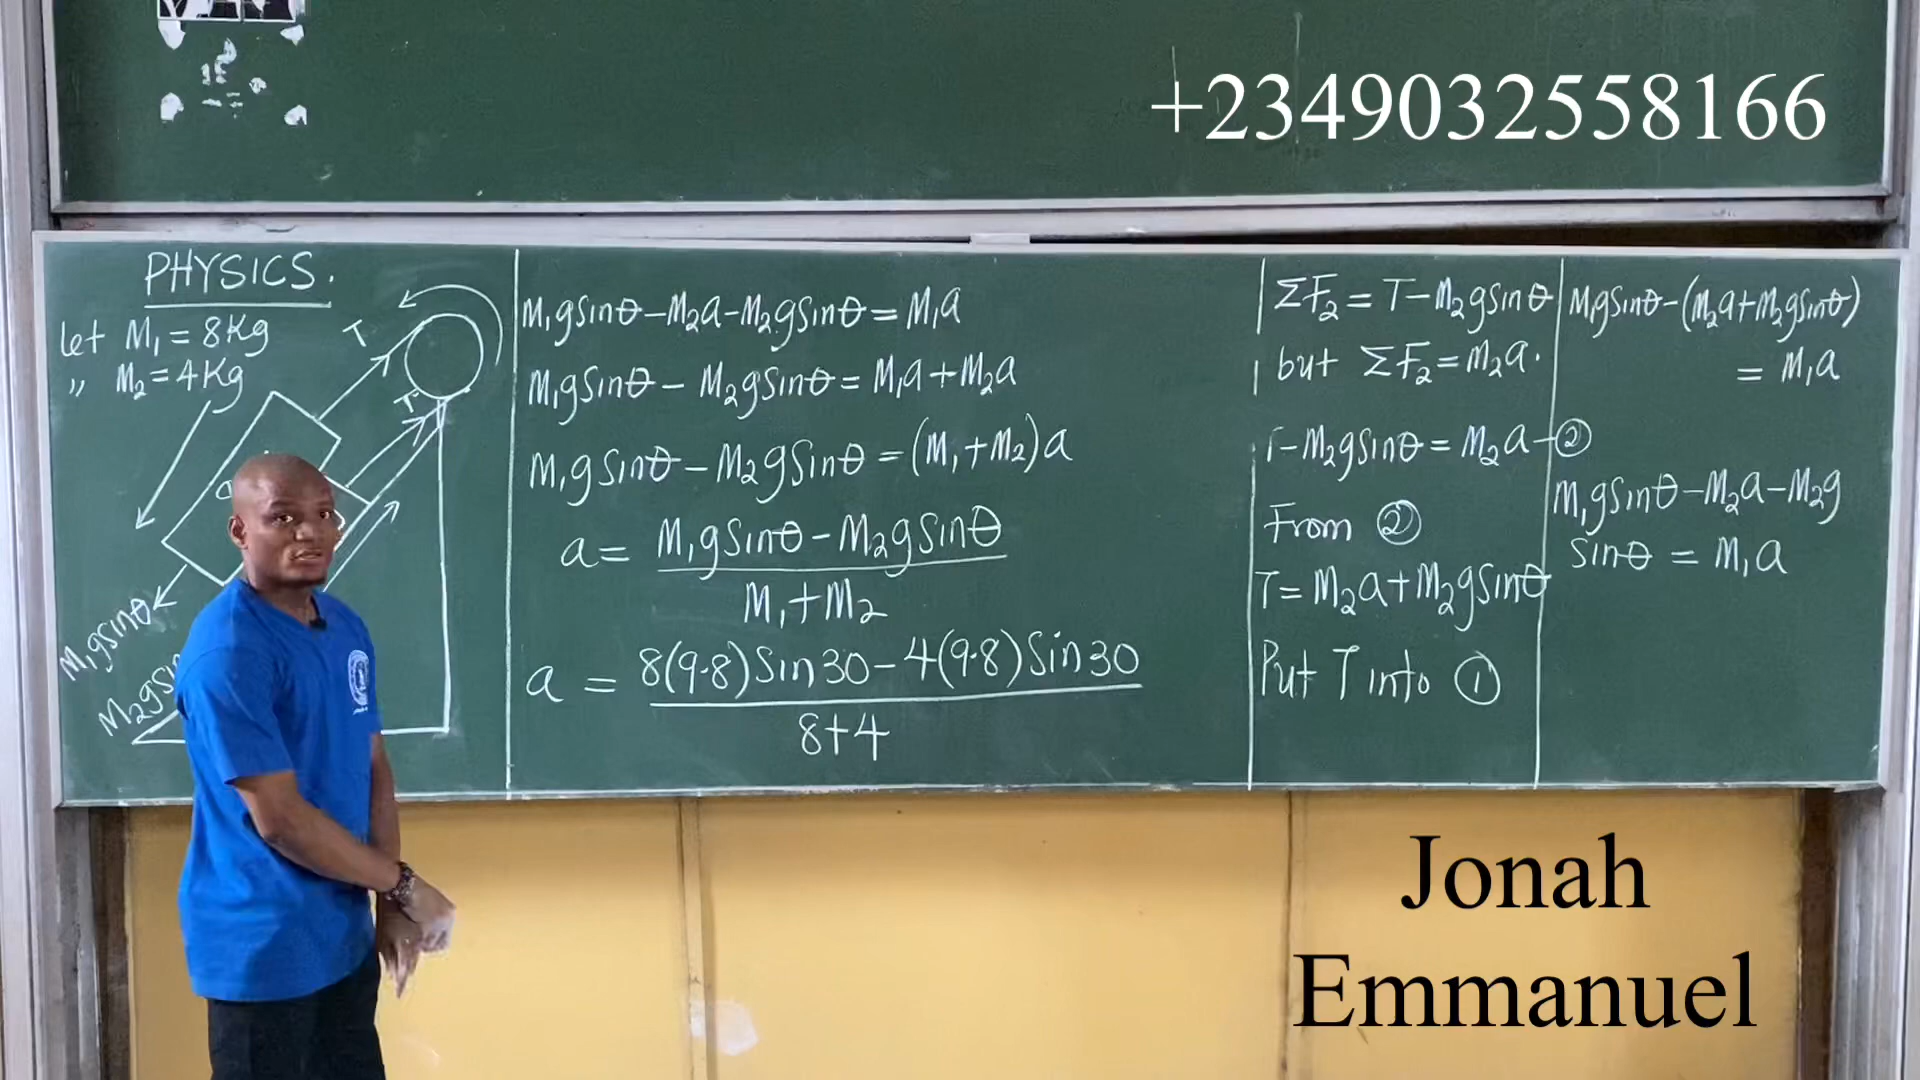 +2349032558166
PHYSICS.
let M₁ = 8Kg
,, M₂ = 4Kg
T
T
M₁gsinθ
M₂gsin
M₁gsinθ-M₂a-M₂gsinθ = M₁a
M₁gsinθ - M₂gsinθ = M₁a+M₂a
M₁gsinθ - M₂gsinθ = (M₁+M₂)a
a = M₁gsinθ - M₂gsinθ
M₁+M₂
a = 8(9.8)Sin30 - 4(9.8)Sin30
8+4
ΣF₂ = T-M₂gsinθ
but ΣF₂ = M₂a.
T-M₂gsinθ = M₂a-②
From ②
T = M₂a+M₂gsinθ
Put T into ①
M₁gsinθ-(M₂a+M₂gsinθ)
= M₁a
M₁gsinθ-M₂a-M₂g
sinθ = M₁a
Jonah
Emmanuel